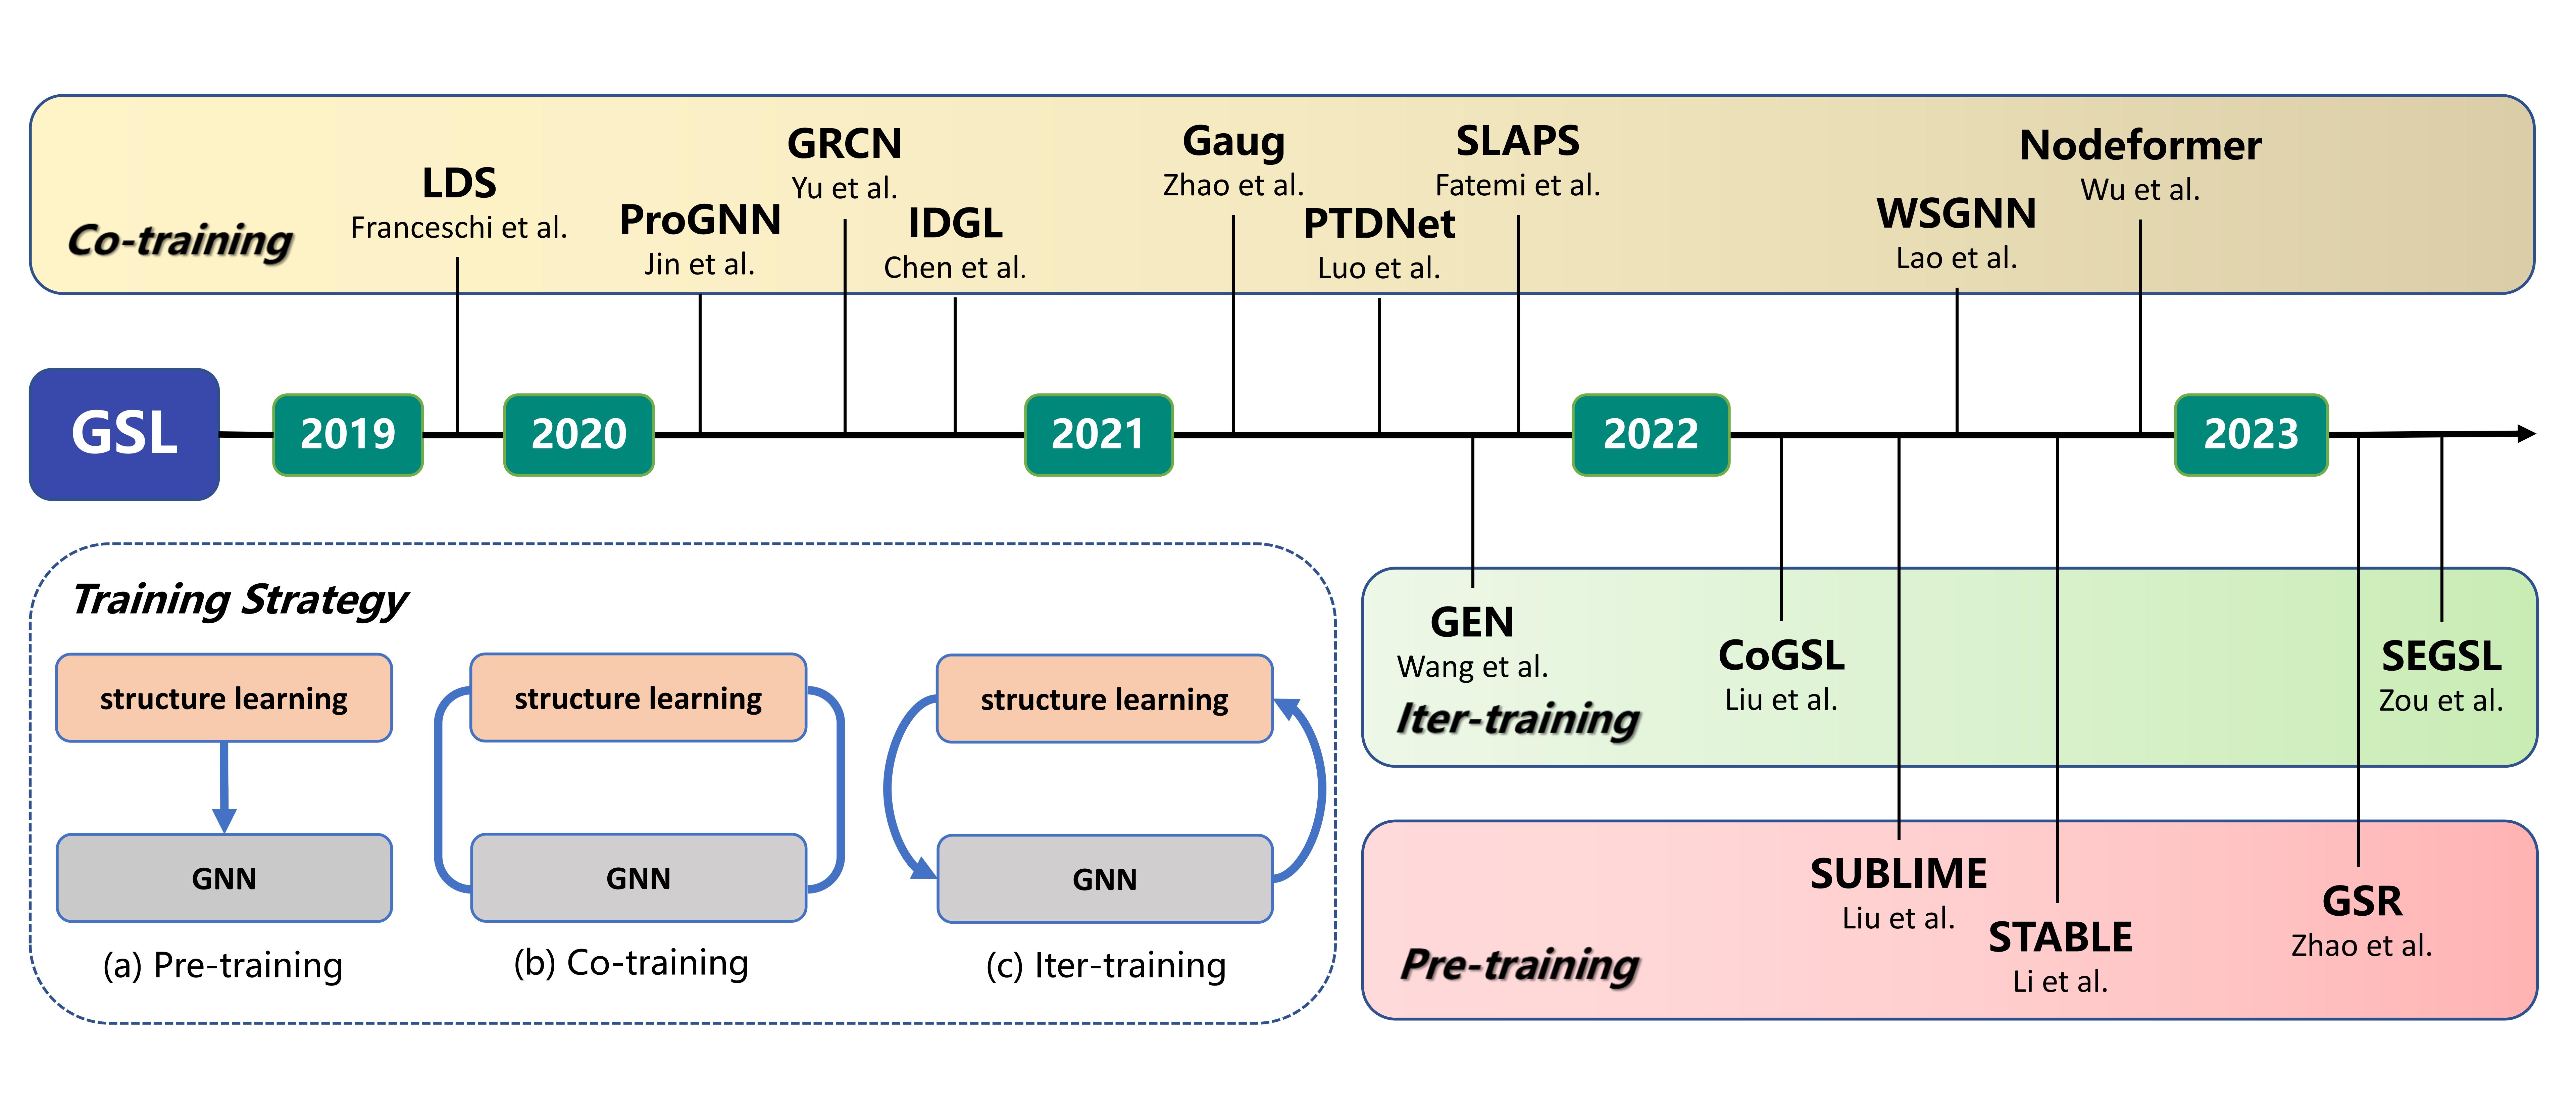 Co-training
LDS
Franceschi et al.
ProGNN
Jin et al.
GRCN
Yu et al.
IDGL
Chen et al.
Gaug
Zhao et al.
PTDNet
Luo et al.
SLAPS
Fatemi et al.
WSGNN
Lao et al.
Nodeformer
Wu et al.
GSL
2019
2020
2021
2022
2023
Training Strategy
structure learning
GNN
(a) Pre-training
structure learning
GNN
(b) Co-training
structure learning
GNN
(c) Iter-training
GEN
Wang et al.
Iter-training
CoGSL
Liu et al.
SEGSL
Zou et al.
Pre-training
SUBLIME
Liu et al.
STABLE
Li et al.
GSR
Zhao et al.